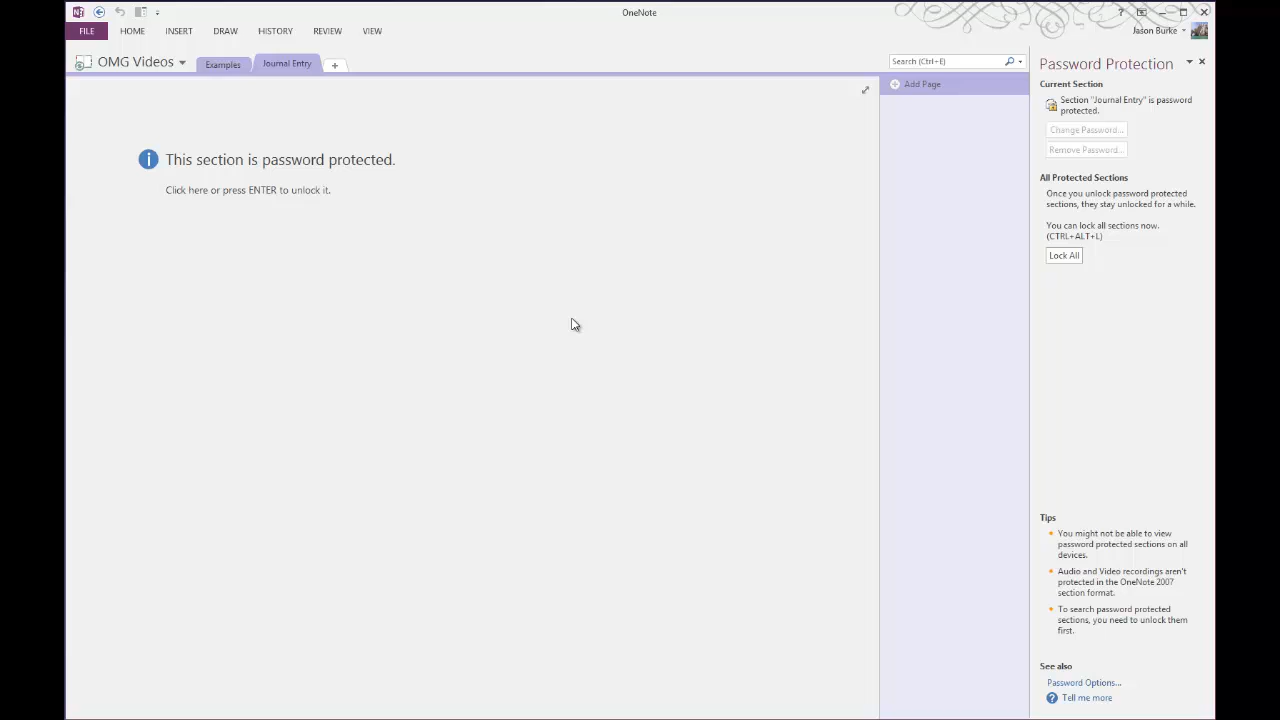 OneNote
?
FILE HOME INSERT DRAW HISTORY REVIEW VIEW
Jason Burke
OMG Videos
Examples
Journal Entry
Search (Ctrl+E)
Add Page
This section is password protected.
Click here or press ENTER to unlock it.
Password Protection
Current Section
Section "Journal Entry" is password
protected.
Change Password...
Remove Password...
All Protected Sections
Once you unlock password protected
sections, they stay unlocked for a while.
You can lock all sections now.
(CTRL+ALT+L)
Lock All
Tips
You might not be able to view
password protected sections on all
devices.
Audio and Video recordings aren't
protected in the OneNote 2007
section format.
To search password protected
sections, you need to unlock them
first.
See also
Password Options...
Tell me more